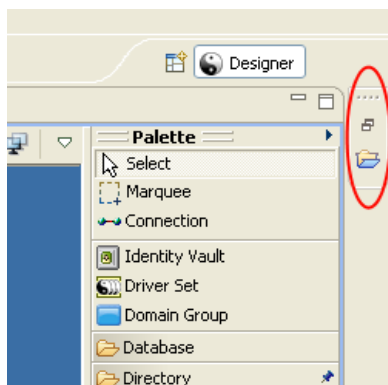 Designer
Palette
Select
Marquee
Connection
Identity Vault
Driver Set
Domain Group
Database
Directory